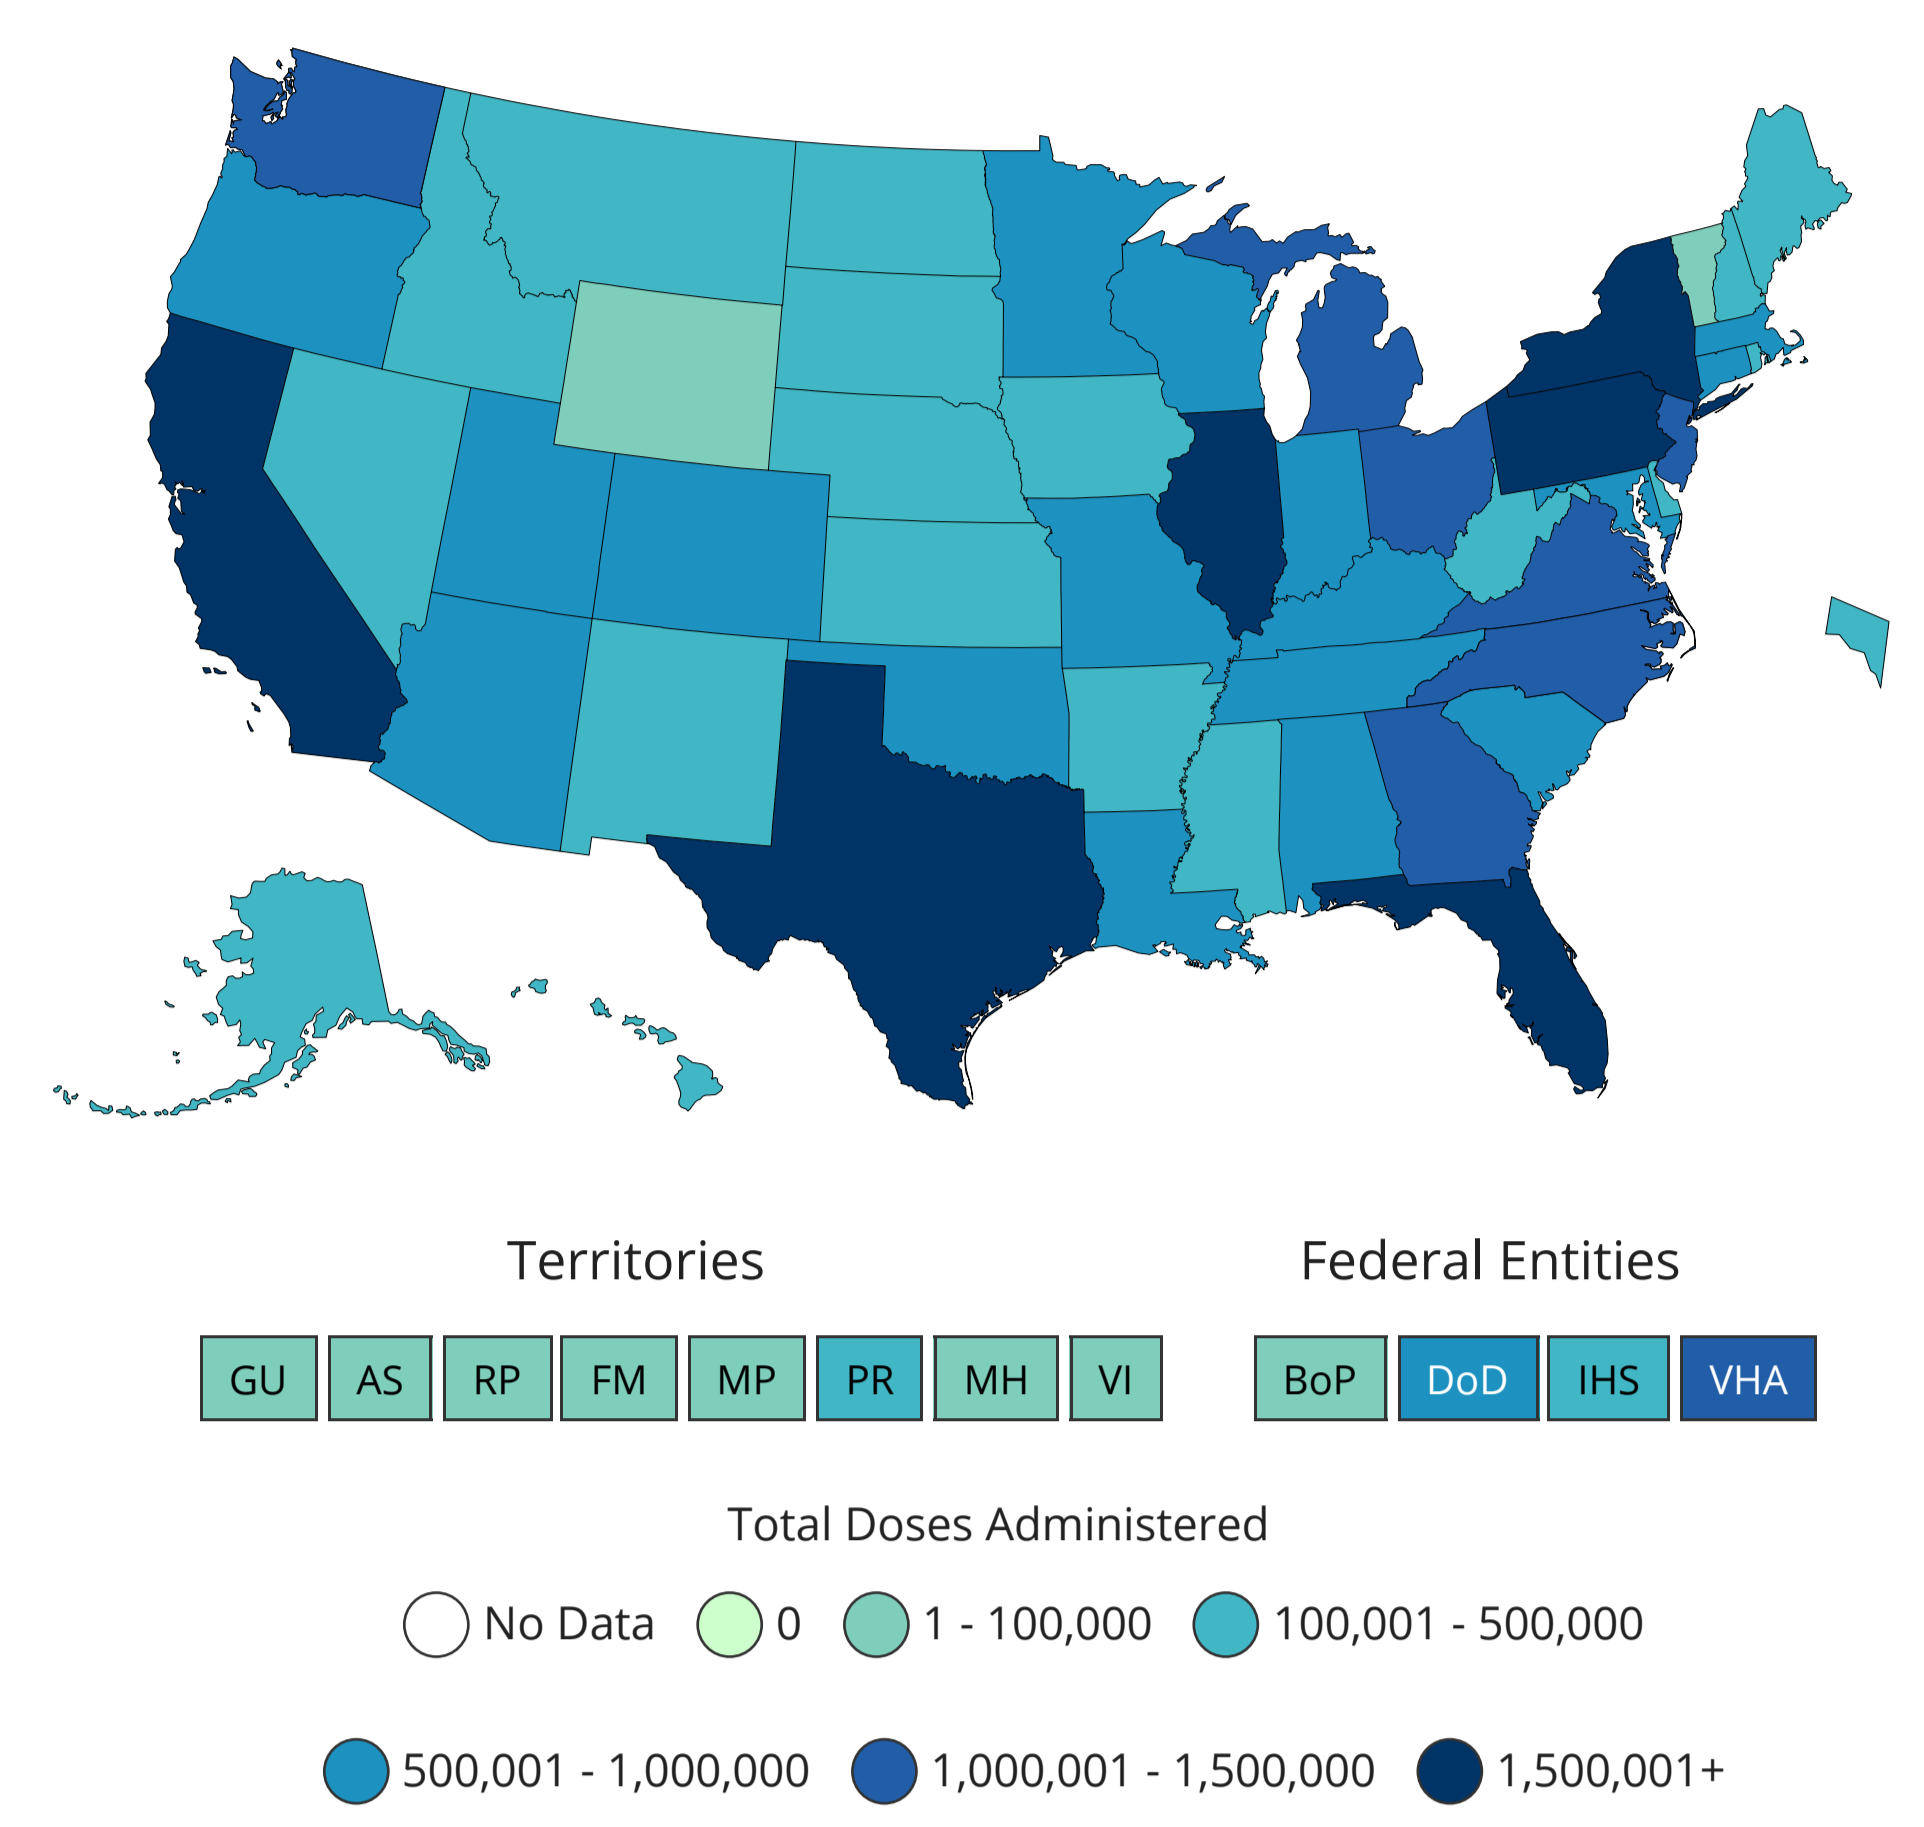 Territories
Federal Entities
GU AS RP FM MP PR MH VI
BoP DoD IHS VHA
Total Doses Administered
No Data 0 1 - 100,000 100,001 - 500,000
500,001 - 1,000,000 1,000,001 - 1,500,000 1,500,001+